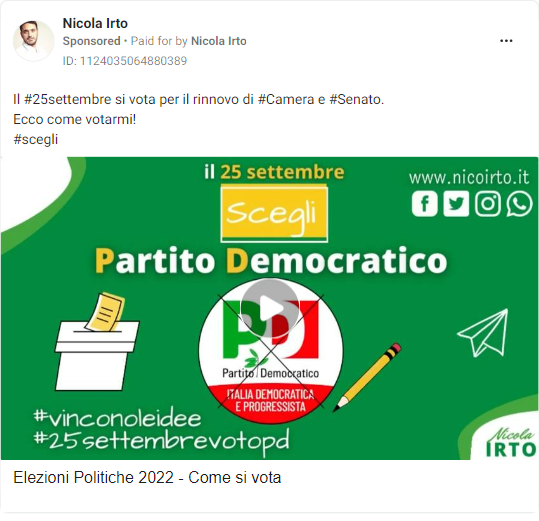 Nicola Irto
Sponsored • Paid for by Nicola Irto
ID: 1124035064880389
Il #25settembre si vota per il rinnovo di #Camera e #Senato.
Ecco come votarmi!
#scegli
il 25 settembre
www.nicoirto.it
Scegli
Partito Democratico
PD
Partito Democratico
ITALIA DEMOCRATICA
E PROGRESSISTA
#vinconoleidee
#25settembrevotopd
Nicola
IRTO
Elezioni Politiche 2022 - Come si vota